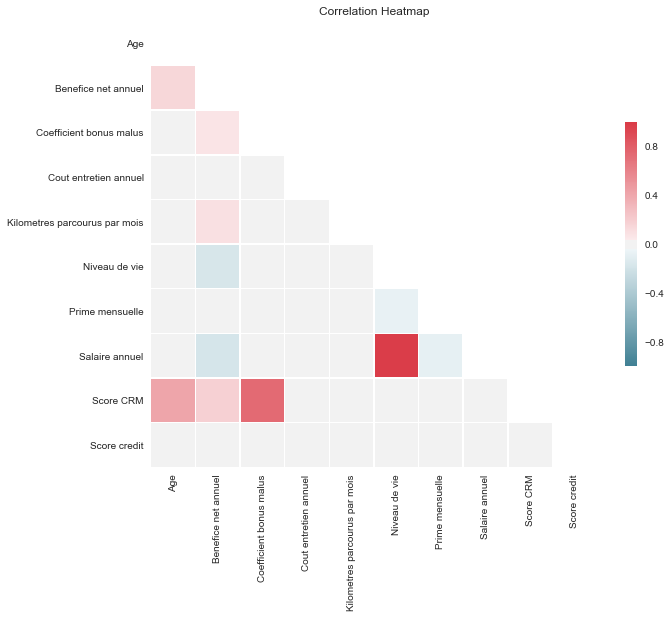 Correlation Heatmap
Age
Benefice net annuel
Coefficient bonus malus
Cout entretien annuel
Kilometres parcourus par mois
Niveau de vie
Prime mensuelle
Salaire annuel
Score CRM
Score credit
0.8
0.4
0.0
−0.4
−0.8
Age
Benefice net annuel
Coefficient bonus malus
Cout entretien annuel
Kilometres parcourus par mois
Niveau de vie
Prime mensuelle
Salaire annuel
Score CRM
Score credit